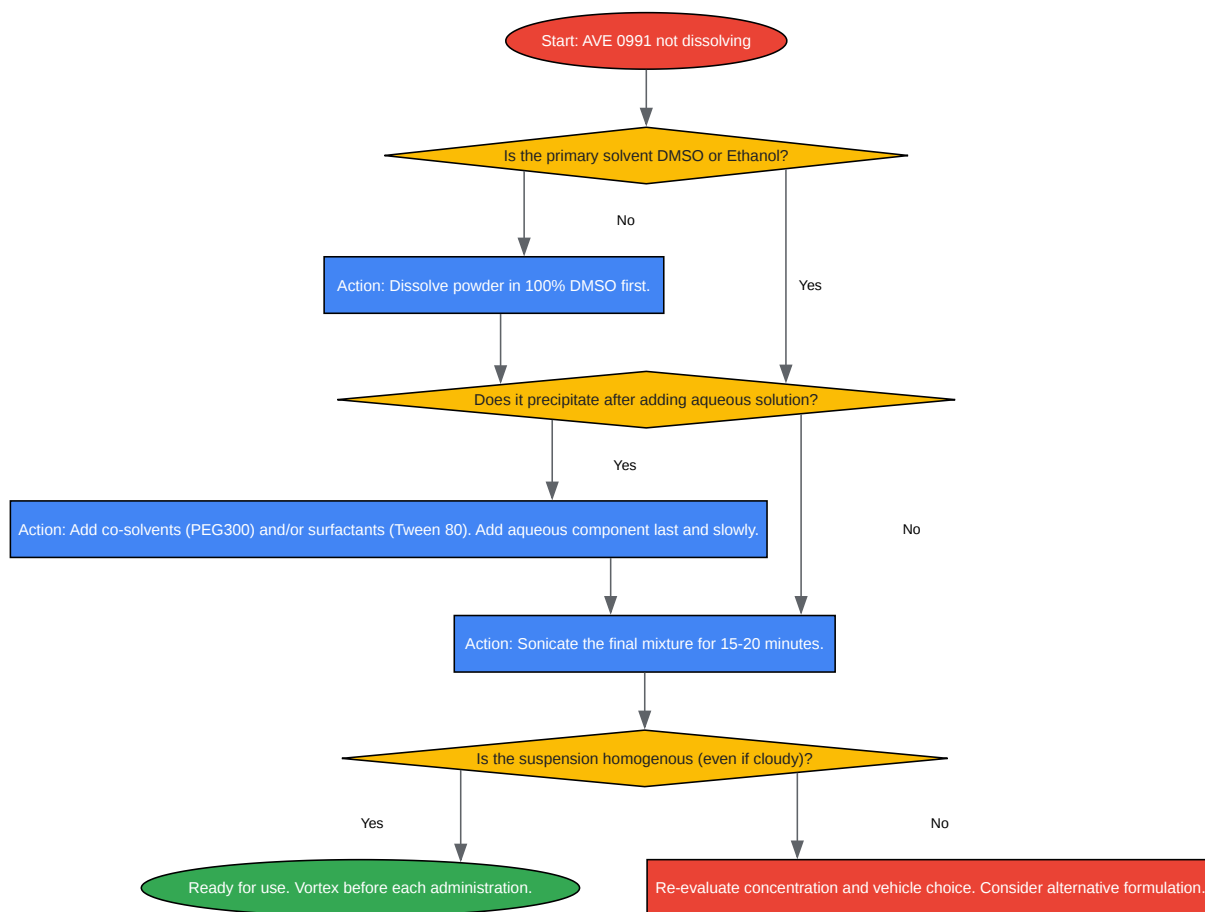 Start: AVE 0991 not dissolving
Is the primary solvent DMSO or Ethanol?
No
Action: Dissolve powder in 100% DMSO first.
Yes
Does it precipitate after adding aqueous solution?
Yes
Action: Add co-solvents (PEG300) and/or surfactants (Tween 80). Add aqueous component last and slowly.
No
Action: Sonicate the final mixture for 15-20 minutes.
Is the suspension homogenous (even if cloudy)?
Yes
No
Ready for use. Vortex before each administration.
Re-evaluate concentration and vehicle choice. Consider alternative formulation.